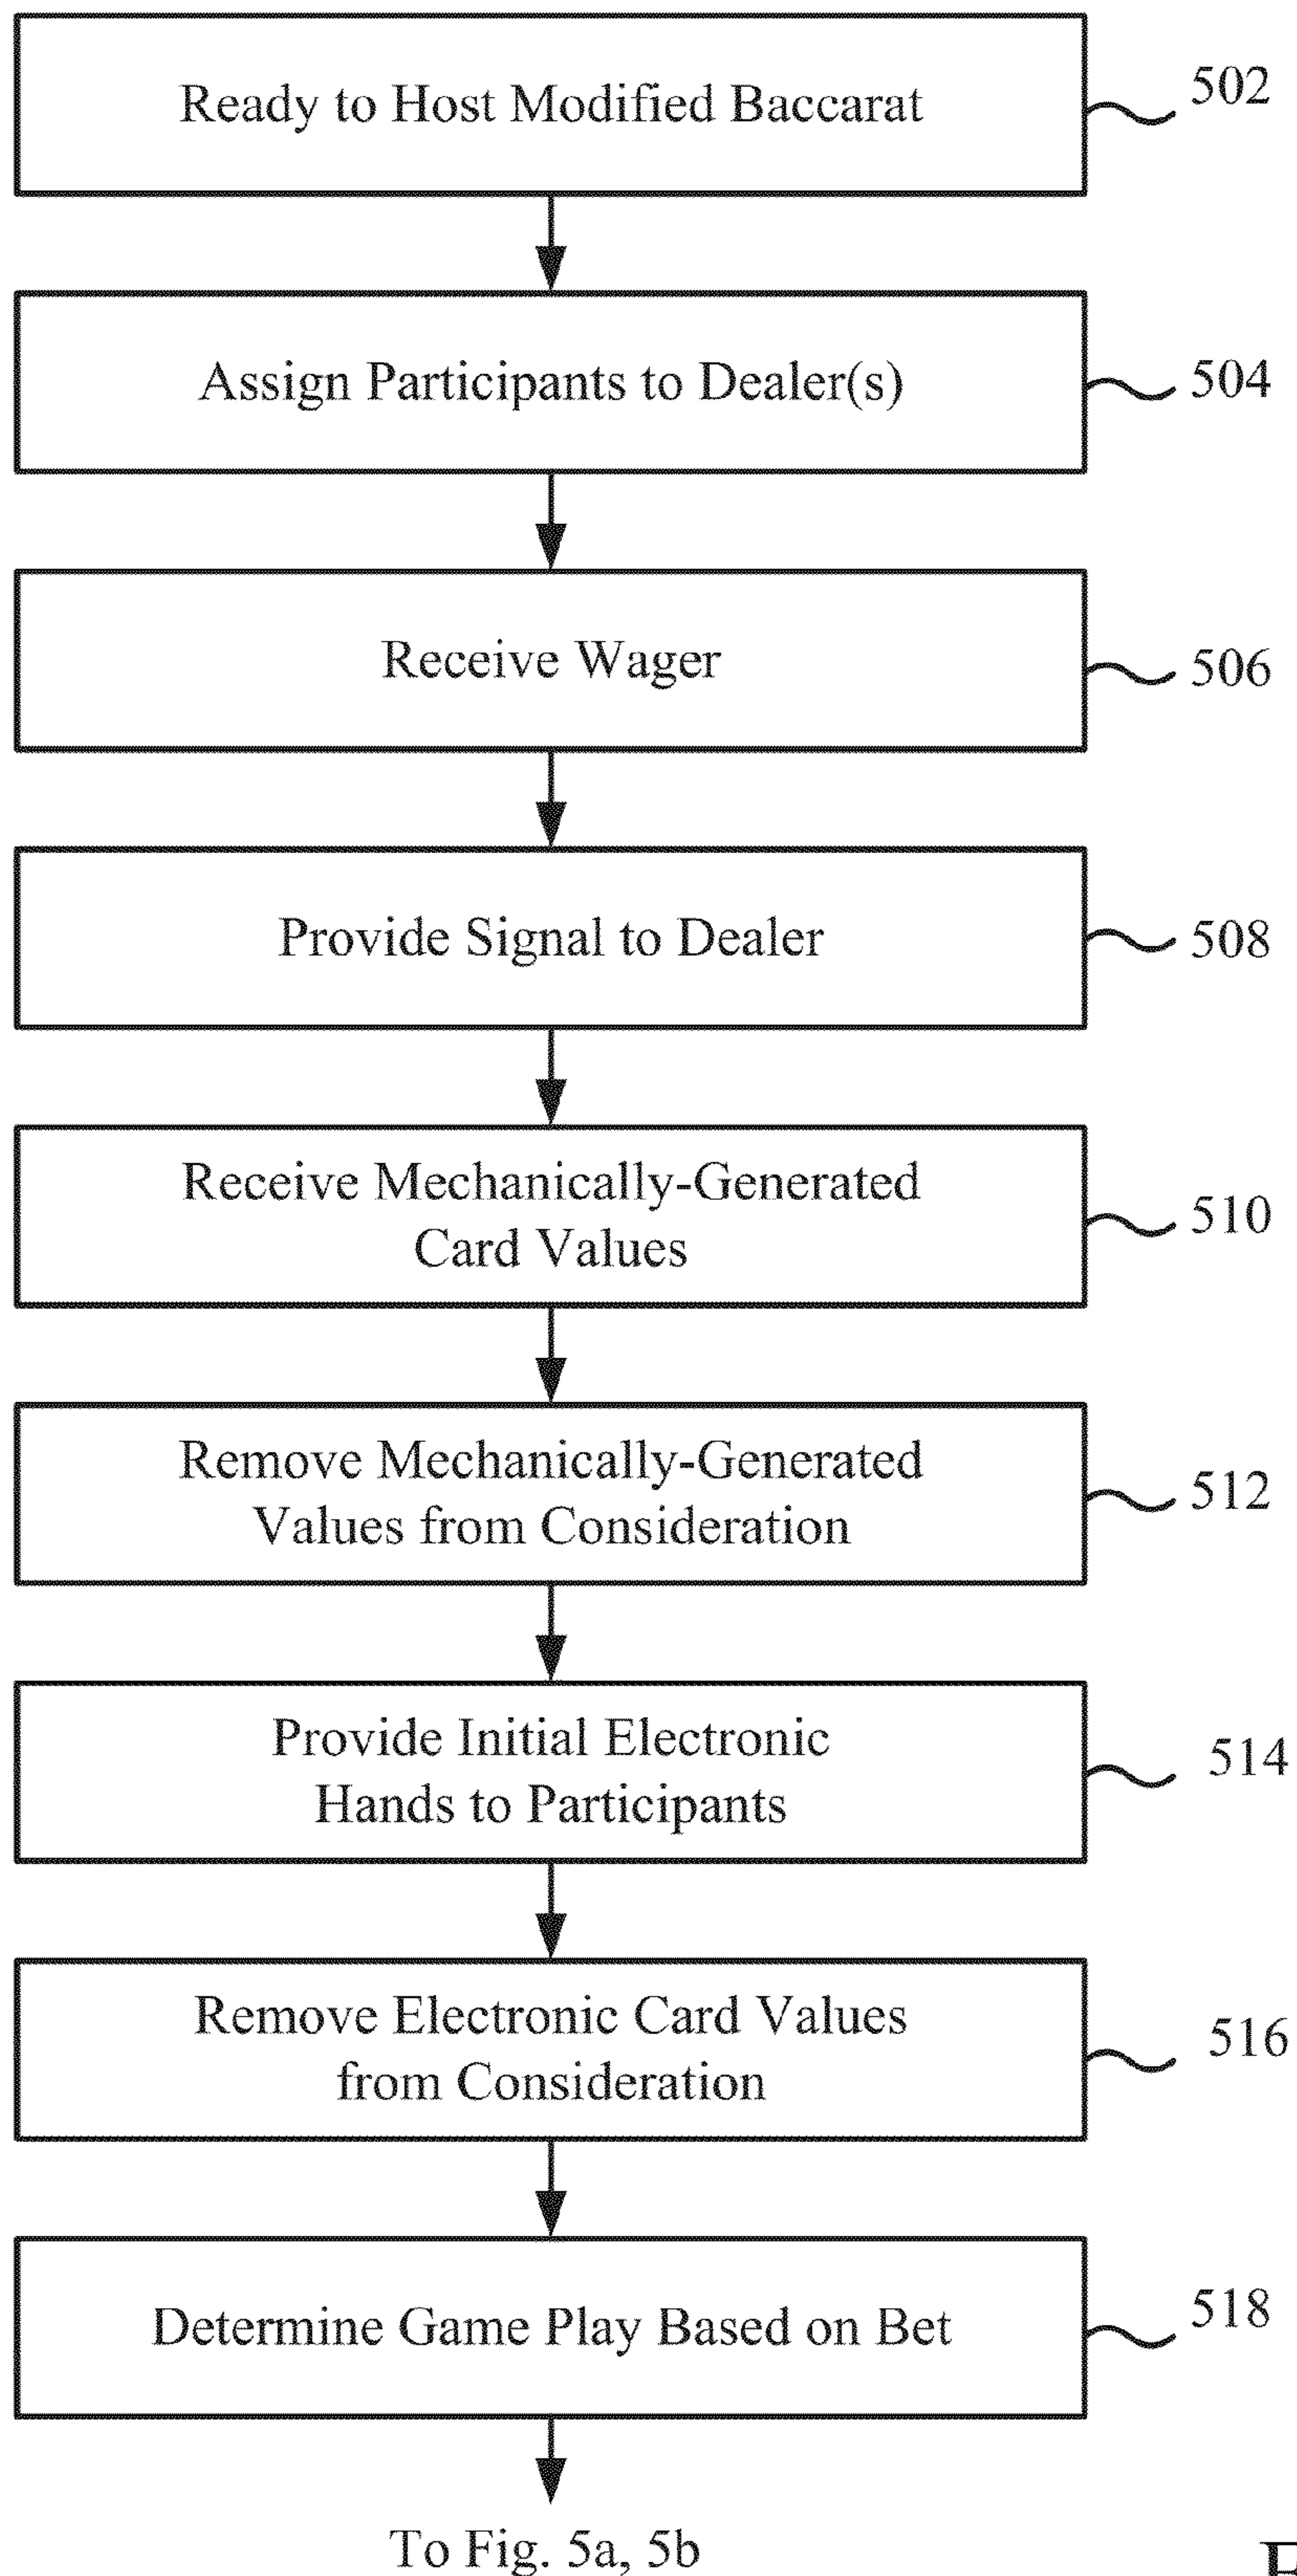 Ready to Host Modified Baccarat
502
Assign Participants to Dealer(s)
504
Receive Wager
506
Provide Signal to Dealer
508
Receive Mechanically-Generated
Card Values
510
Remove Mechanically-Generated
Values from Consideration
512
Provide Initial Electronic
Hands to Participants
514
Remove Electronic Card Values
from Consideration
516
Determine Game Play Based on Bet
518
To Fig. 5a, 5b